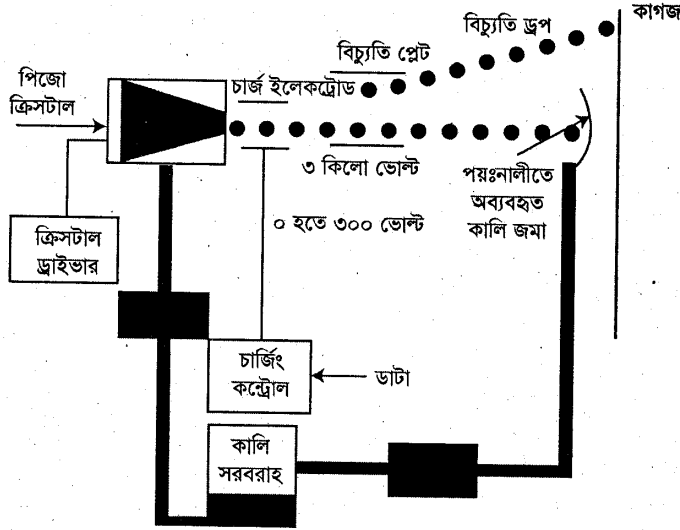 কাগজ
বিচ্যুতি ড্রপ
বিচ্যুতি প্লেট
পিজো
ক্রিসটাল
চার্জ ইলেকট্রোড
৩ কিলো ভোল্ট
পয়ঃনালীতে
অব্যবহৃত
কালি জমা
০ হতে ৩০০ ভোল্ট
ক্রিসটাল
ড্রাইভার
চার্জিং
কন্ট্রোল
ডাটা
কালি
সরবরাহ